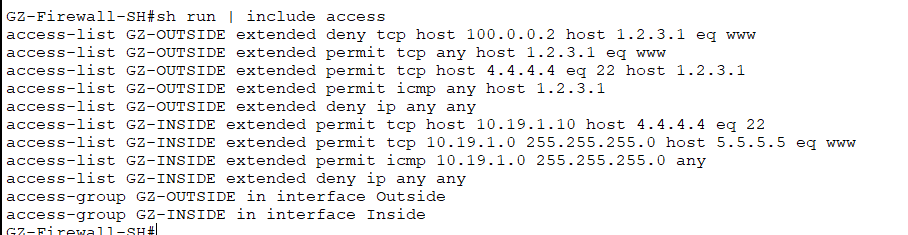 GZ-Firewall-SH#sh run | include access
access-list GZ-OUTSIDE extended deny tcp host 100.0.0.2 host 1.2.3.1 eq www
access-list GZ-OUTSIDE extended permit tcp any host 1.2.3.1 eq www
access-list GZ-OUTSIDE extended permit tcp host 4.4.4.4 eq 22 host 1.2.3.1
access-list GZ-OUTSIDE extended permit icmp any host 1.2.3.1
access-list GZ-OUTSIDE extended deny ip any any
access-list GZ-INSIDE extended permit tcp host 10.19.1.10 host 4.4.4.4 eq 22
access-list GZ-INSIDE extended permit tcp 10.19.1.0 255.255.255.0 host 5.5.5.5 eq www
access-list GZ-INSIDE extended permit icmp 10.19.1.0 255.255.255.0 any
access-list GZ-INSIDE extended deny ip any any
access-group GZ-OUTSIDE in interface Outside
access-group GZ-INSIDE in interface Inside
GZ-Firewall-SH#